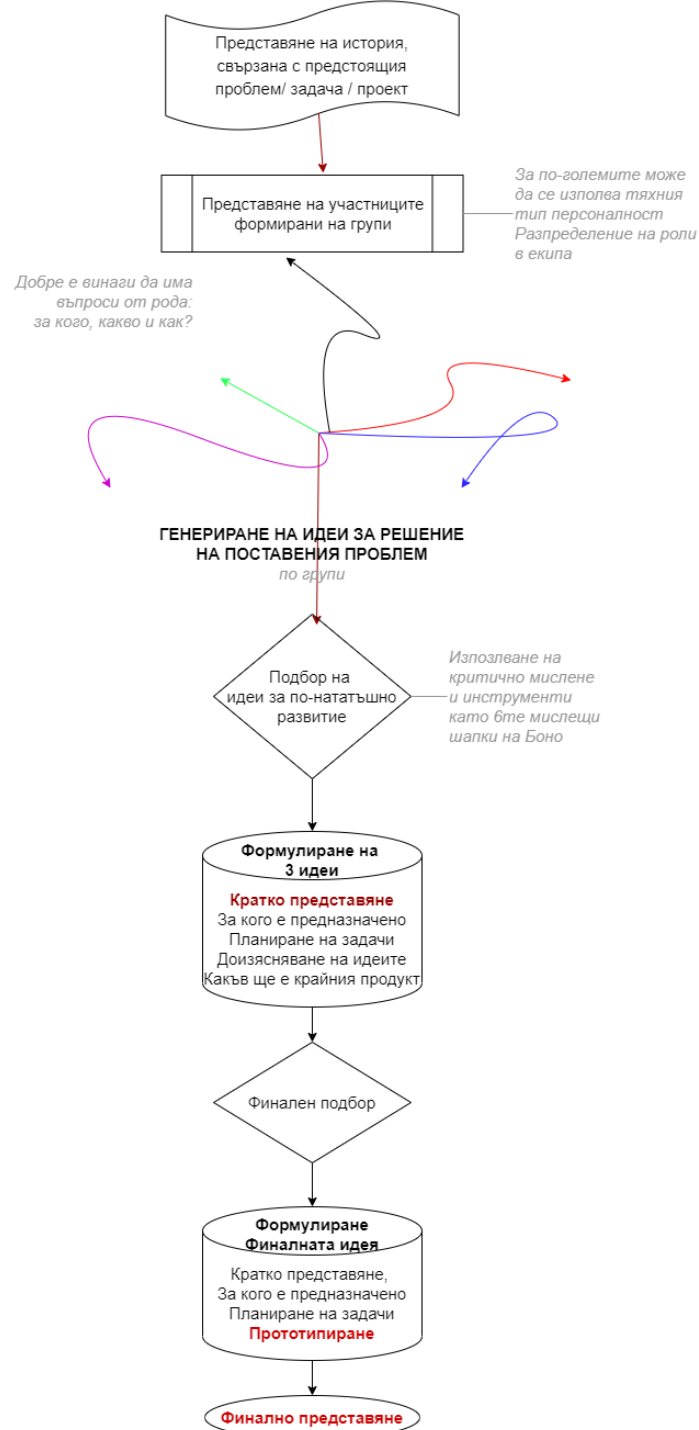 Представяне на история,
свързана с предстоящия
проблем/ задача / проект
Представяне на участниците
формирани на групи
За по-големите може
да се изполва тяхния
тип персоналност
Разпределение на роли
в екипа
Добре е винаги да има
въпроси от рода:
за кого, какво и как?
ГЕНЕРИРАНЕ НА ИДЕИ ЗА РЕШЕНИЕ
НА ПОСТАВЕНИЯ ПРОБЛЕМ
по групи
Подбор на
идеи за по-нататъшно
развитие
Изпозлване на
критично мислене
и инструменти
като 6те мислещи
шапки на Боно
Формулиране на
3 идеи
Кратко представяне
За кого е предназначено
Планиране на задачи
Доизясняване на идеите
Какъв ще е крайния продукт
Финален подбор
Формулиране
Финалната идея
Кратко представяне,
За кого е предназначено
Планиране на задачи
Прототипиране
Финално представяне